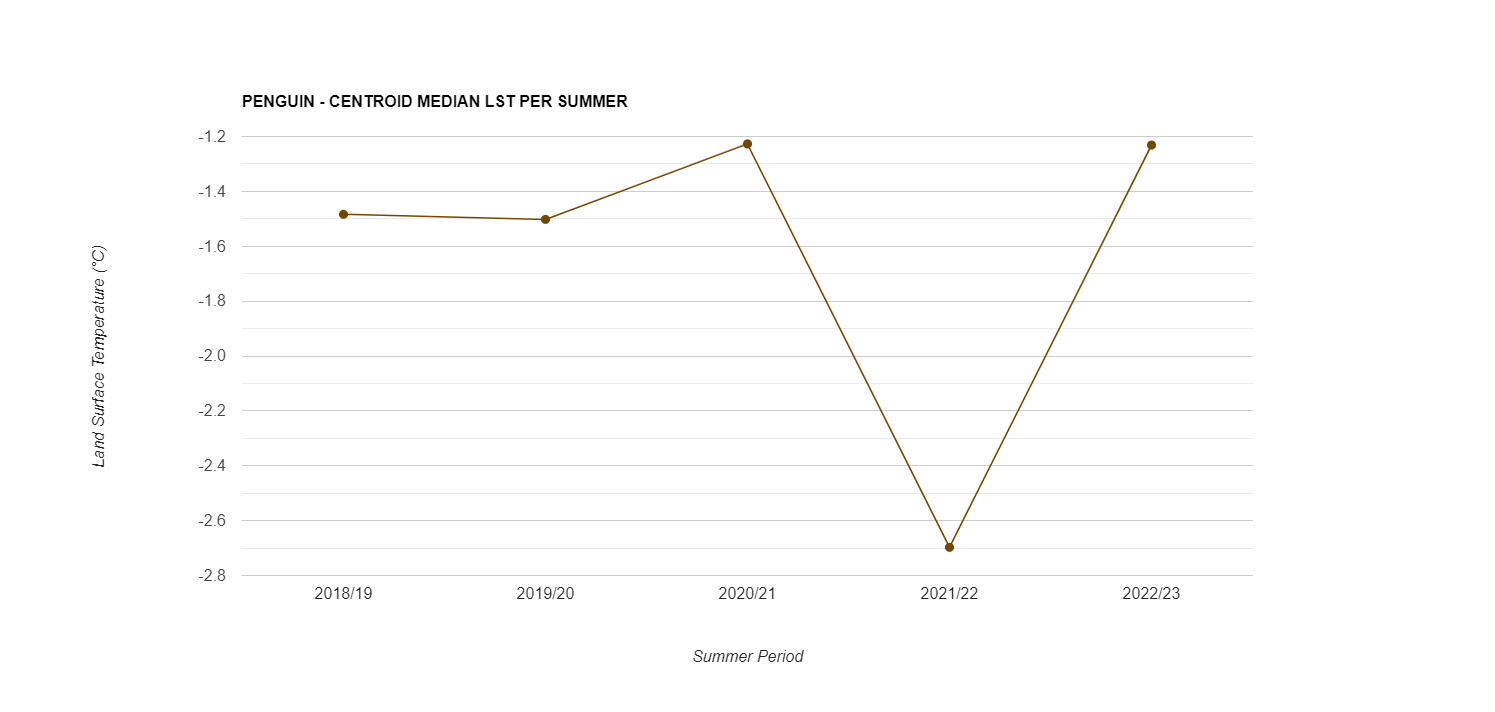 PENGUIN - CENTROID MEDIAN LST PER SUMMER
-1.2
-1.4
-1.6
-1.8
-2.0
-2.2
-2.4
-2.6
-2.8
Land Surface Temperature (°C)
2018/19 2019/20 2020/21 2021/22 2022/23
Summer Period